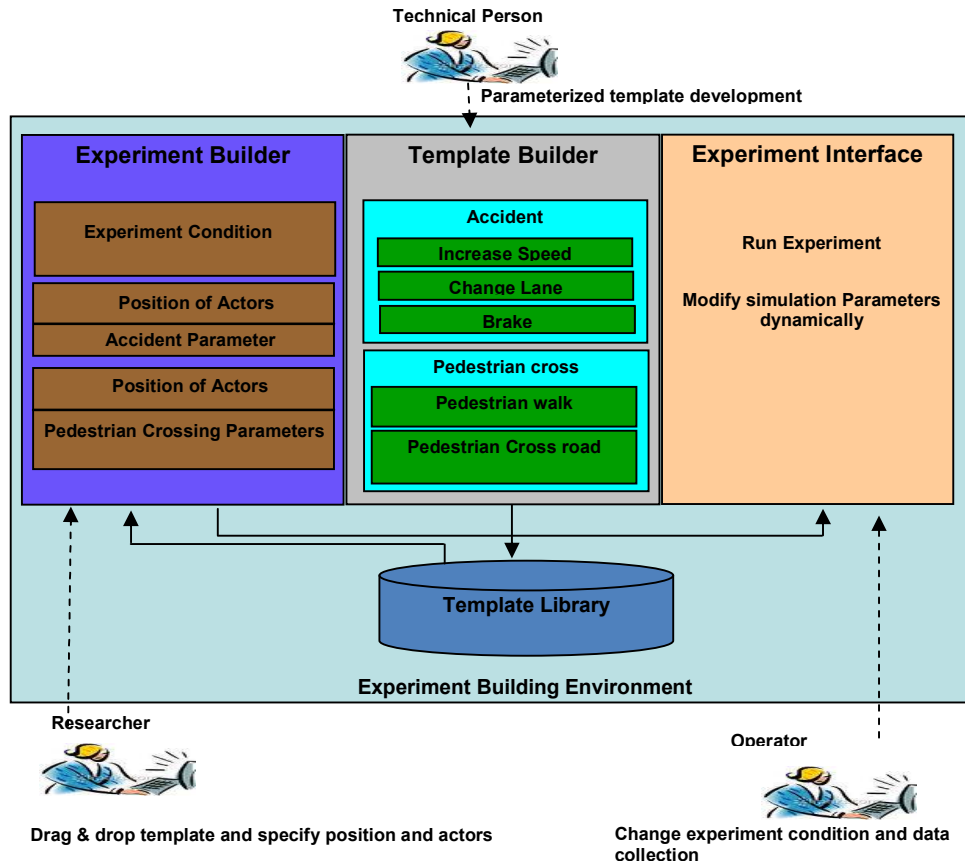 Technical Person
Parameterized template development
Experiment Builder
Experiment Condition
Position of Actors
Accident Parameter
Position of Actors
Pedestrian Crossing Parameters
Template Builder
Accident
Increase Speed
Change Lane
Brake
Pedestrian cross
Pedestrian walk
Pedestrian Cross road
Experiment Interface
Run Experiment
Modify simulation Parameters
dynamically
Template Library
Experiment Building Environment
Researcher
Drag & drop template and specify position and actors
Operator
Change experiment condition and data
collection